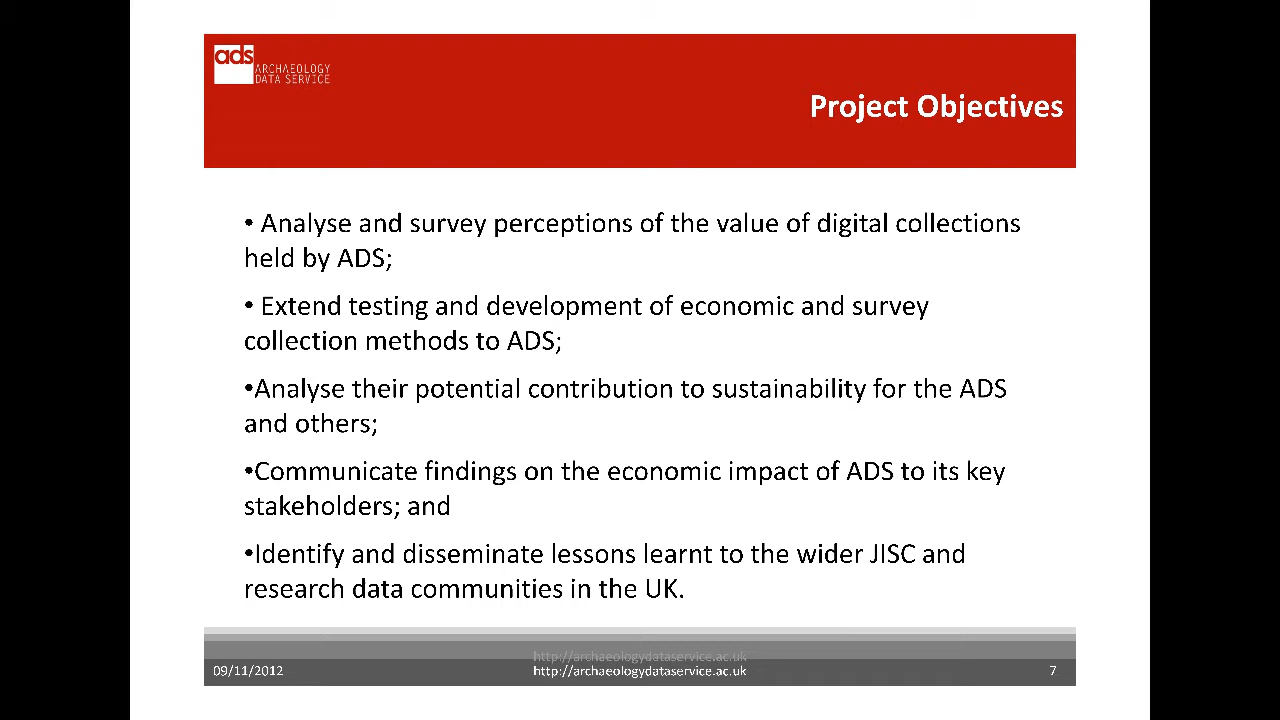 ads
ARCHAEOLOGY
DATA SERVICE
Project Objectives
• Analyse and survey perceptions of the value of digital collections
held by ADS;
• Extend testing and development of economic and survey
collection methods to ADS;
•Analyse their potential contribution to sustainability for the ADS
and others;
•Communicate findings on the economic impact of ADS to its key
stakeholders; and
•Identify and disseminate lessons learnt to the wider JISC and
research data communities in the UK.
http://archaeologydataservice.ac.uk
09/11/2012 http://archaeologydataservice.ac.uk 7